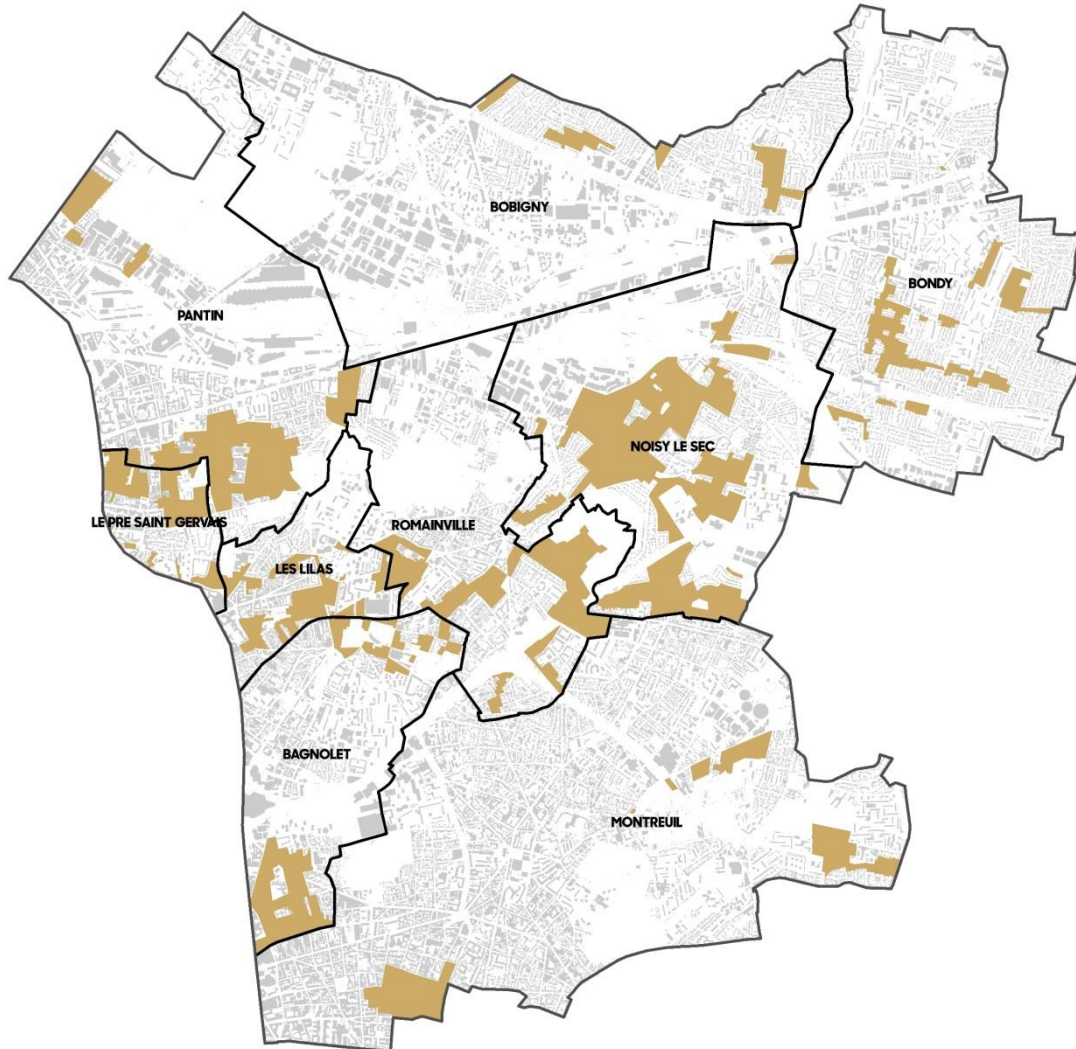 BOBIGNY
BONDY
PANTIN
NOISY LE SEC
LE PRE SAINT GERVAIS
ROMAINVILLE
LES LILAS
BAGNOLET
MONTREUIL